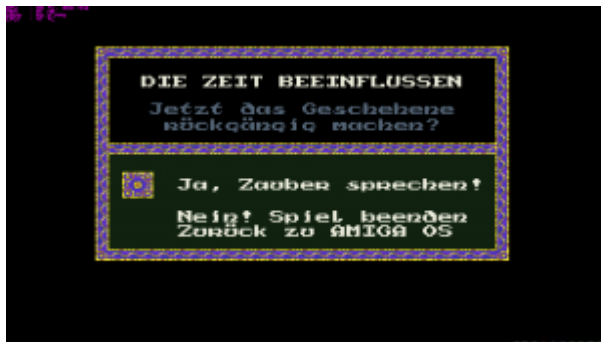 DIE ZEIT BEEINFLUSSEN
Jetzt das Geschehene
rückgängig machen?
Ja, Zauber sprechen!
Nein! Spiel beenden
Zurück zu AMIGA OS